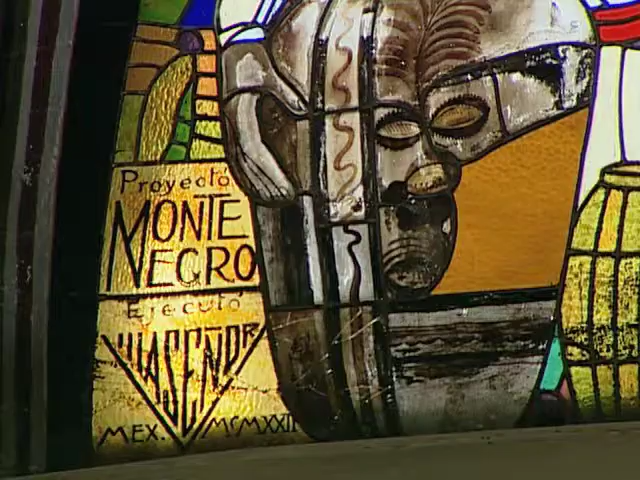 Proyectó
MONTE
NEGRO
Ejecutó
VILLASEÑOR
MEX. MCMXXII